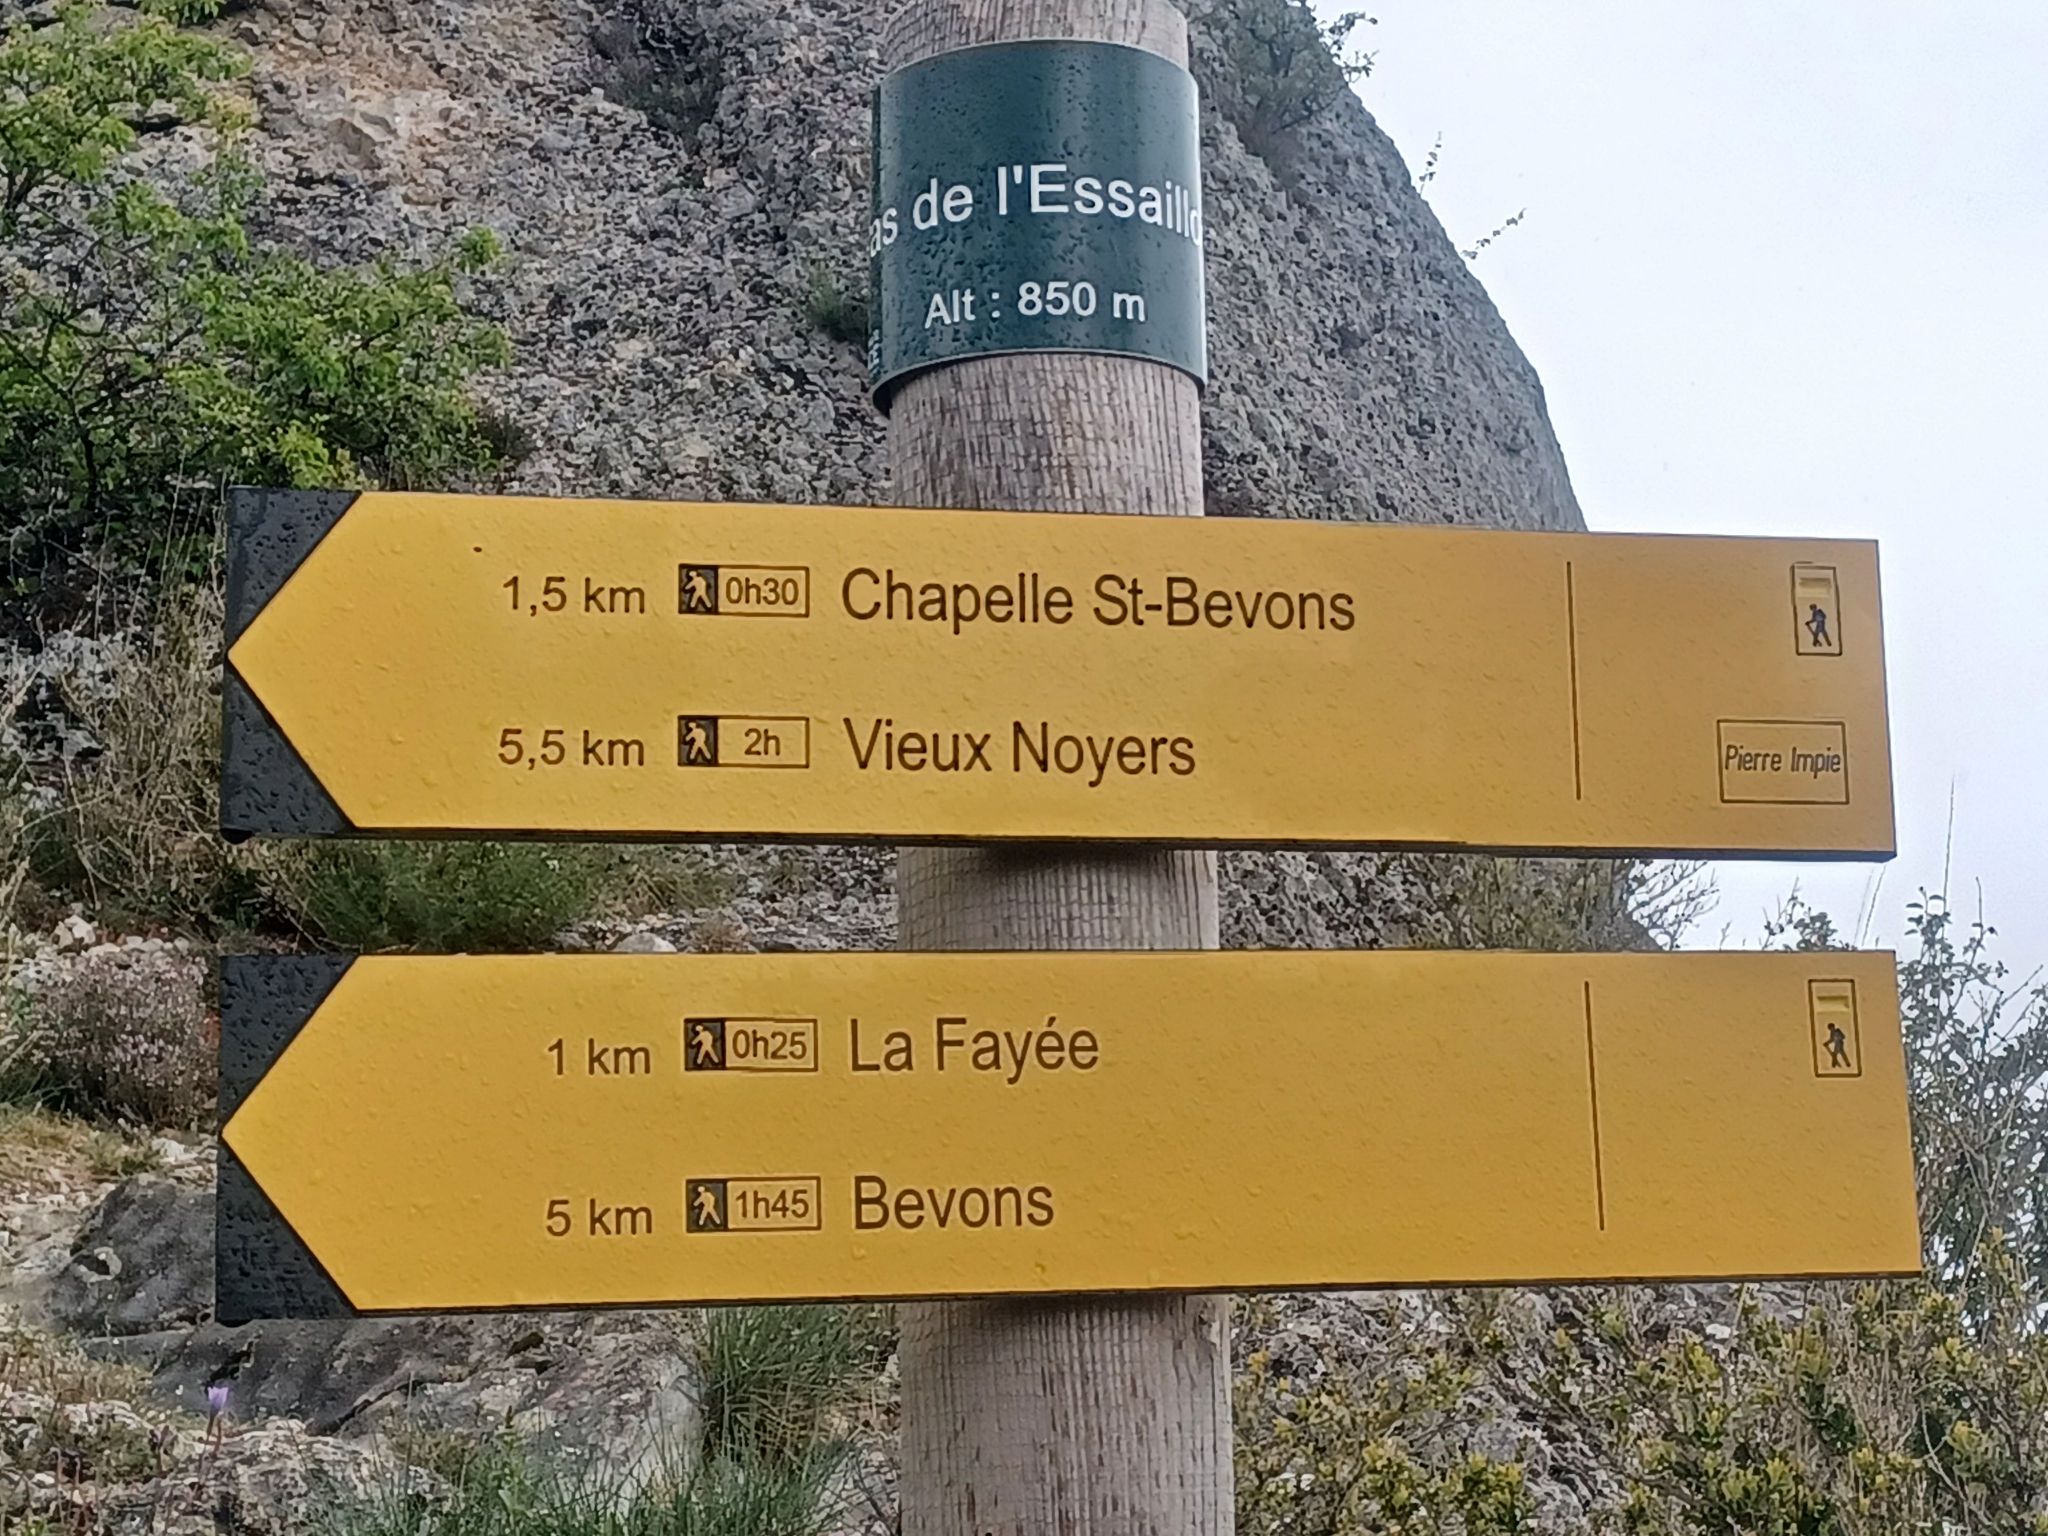 as de l'Essaill
Alt : 850 m
1,5 km 0h30 Chapelle St-Bevons
5,5 km 2h Vieux Noyers
Pierre Impie
1 km 0h25 La Fayée
5 km 1h45 Bevons